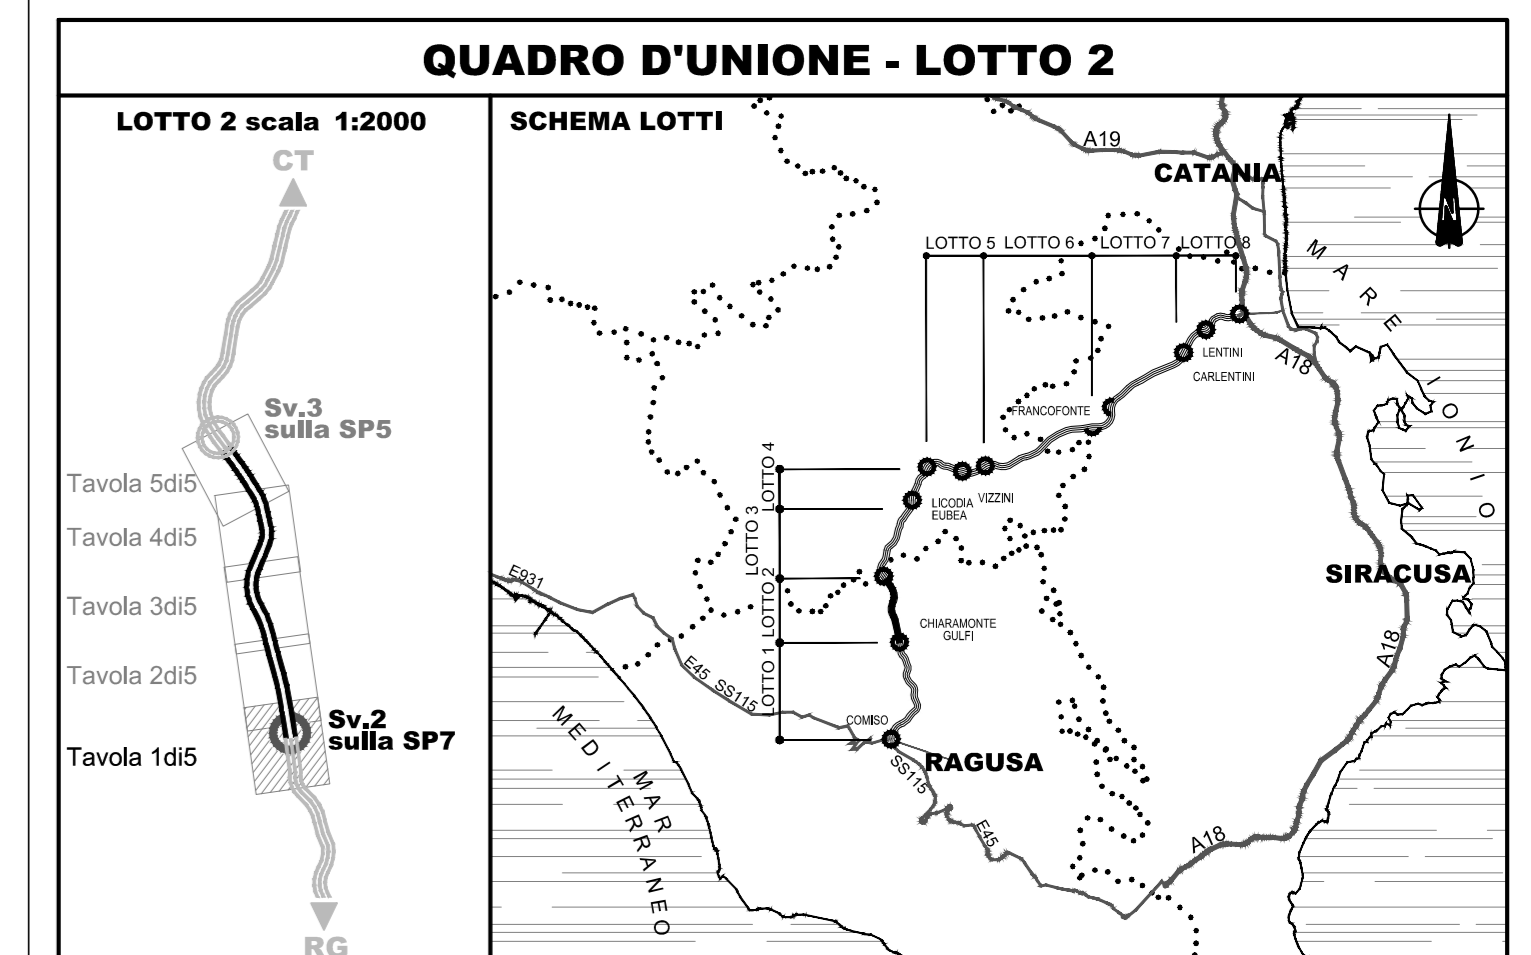 QUADRO D'UNIONE - LOTTO 2
LOTTO 2 scala 1:2000
CT
Sv.3
sulla SP5
Tavola 5di5
Tavola 4di5
Tavola 3di5
Tavola 2di5
Sv.2
sulla SP7
Tavola 1di5
RG
SCHEMA LOTTI
A19
CATANIA
N
LOTTO 5
LOTTO 6
LOTTO 7
LOTTO 8
MARE IONIO
LENTINI
CARLENTINI
A18
FRANCOFONTE
LOTTO 4
LOTTO 3
LOTTO 2
LOTTO 1
LICODIA
EUBEA
VIZZINI
E931
SIRACUSA
CHIARAMONTE
GULFI
A18
E45 SS115
COMISO
RAGUSA
SS115
MAR
MEDITERRANEO
E45
A18